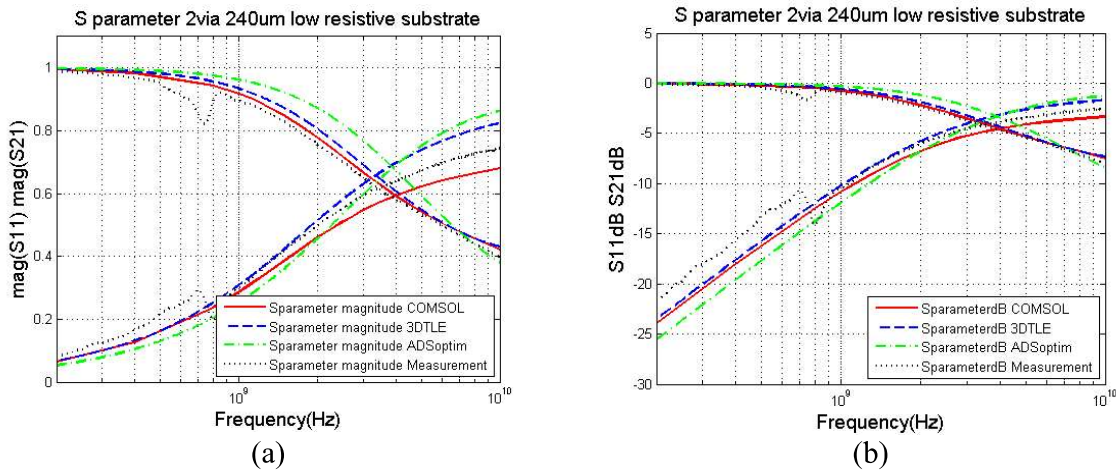 S parameter 2via 240um low resistive substrate
mag(S11) mag(S21)
1
0.8
0.6
0.4
0.2
0
Sparameter magnitude COMSOL
Sparameter magnitude 3DTLE
Sparameter magnitude ADSoptim
Sparameter magnitude Measurement
10^9
10^10
Frequency(Hz)
(a)
S parameter 2via 240um low resistive substrate
S11dB S21dB
5
0
-5
-10
-15
-20
-25
-30
SparameterdB COMSOL
SparameterdB 3DTLE
SparameterdB ADSoptim
SparameterdB Measurement
10^9
10^10
Frequency(Hz)
(b)